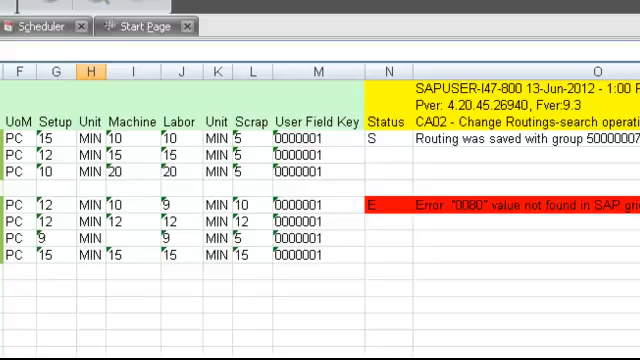 Scheduler Start Page
F G H I J K L M N O
SAPUSER-I47-800 13-Jun-2012 - 1:00
Pver: 4.20.45.26940, Fver:9.3
UoM Setup Unit Machine Labor Unit Scrap User Field Key Status CA02 - Change Routings-search operati
PC 15 MIN 10 10 MIN 5 0000001 S Routing was saved with group 50000007
PC 12 MIN 15 15 MIN 5 0000001
PC 10 MIN 20 20 MIN 5 0000001
PC 12 MIN 10 9 MIN 10 0000001 E Error "0080" value not found in SAP
PC 12 MIN 12 12 MIN 12 0000001
PC 9 MIN 9 MIN 5 0000001
PC 15 MIN 15 15 MIN 15 0000001